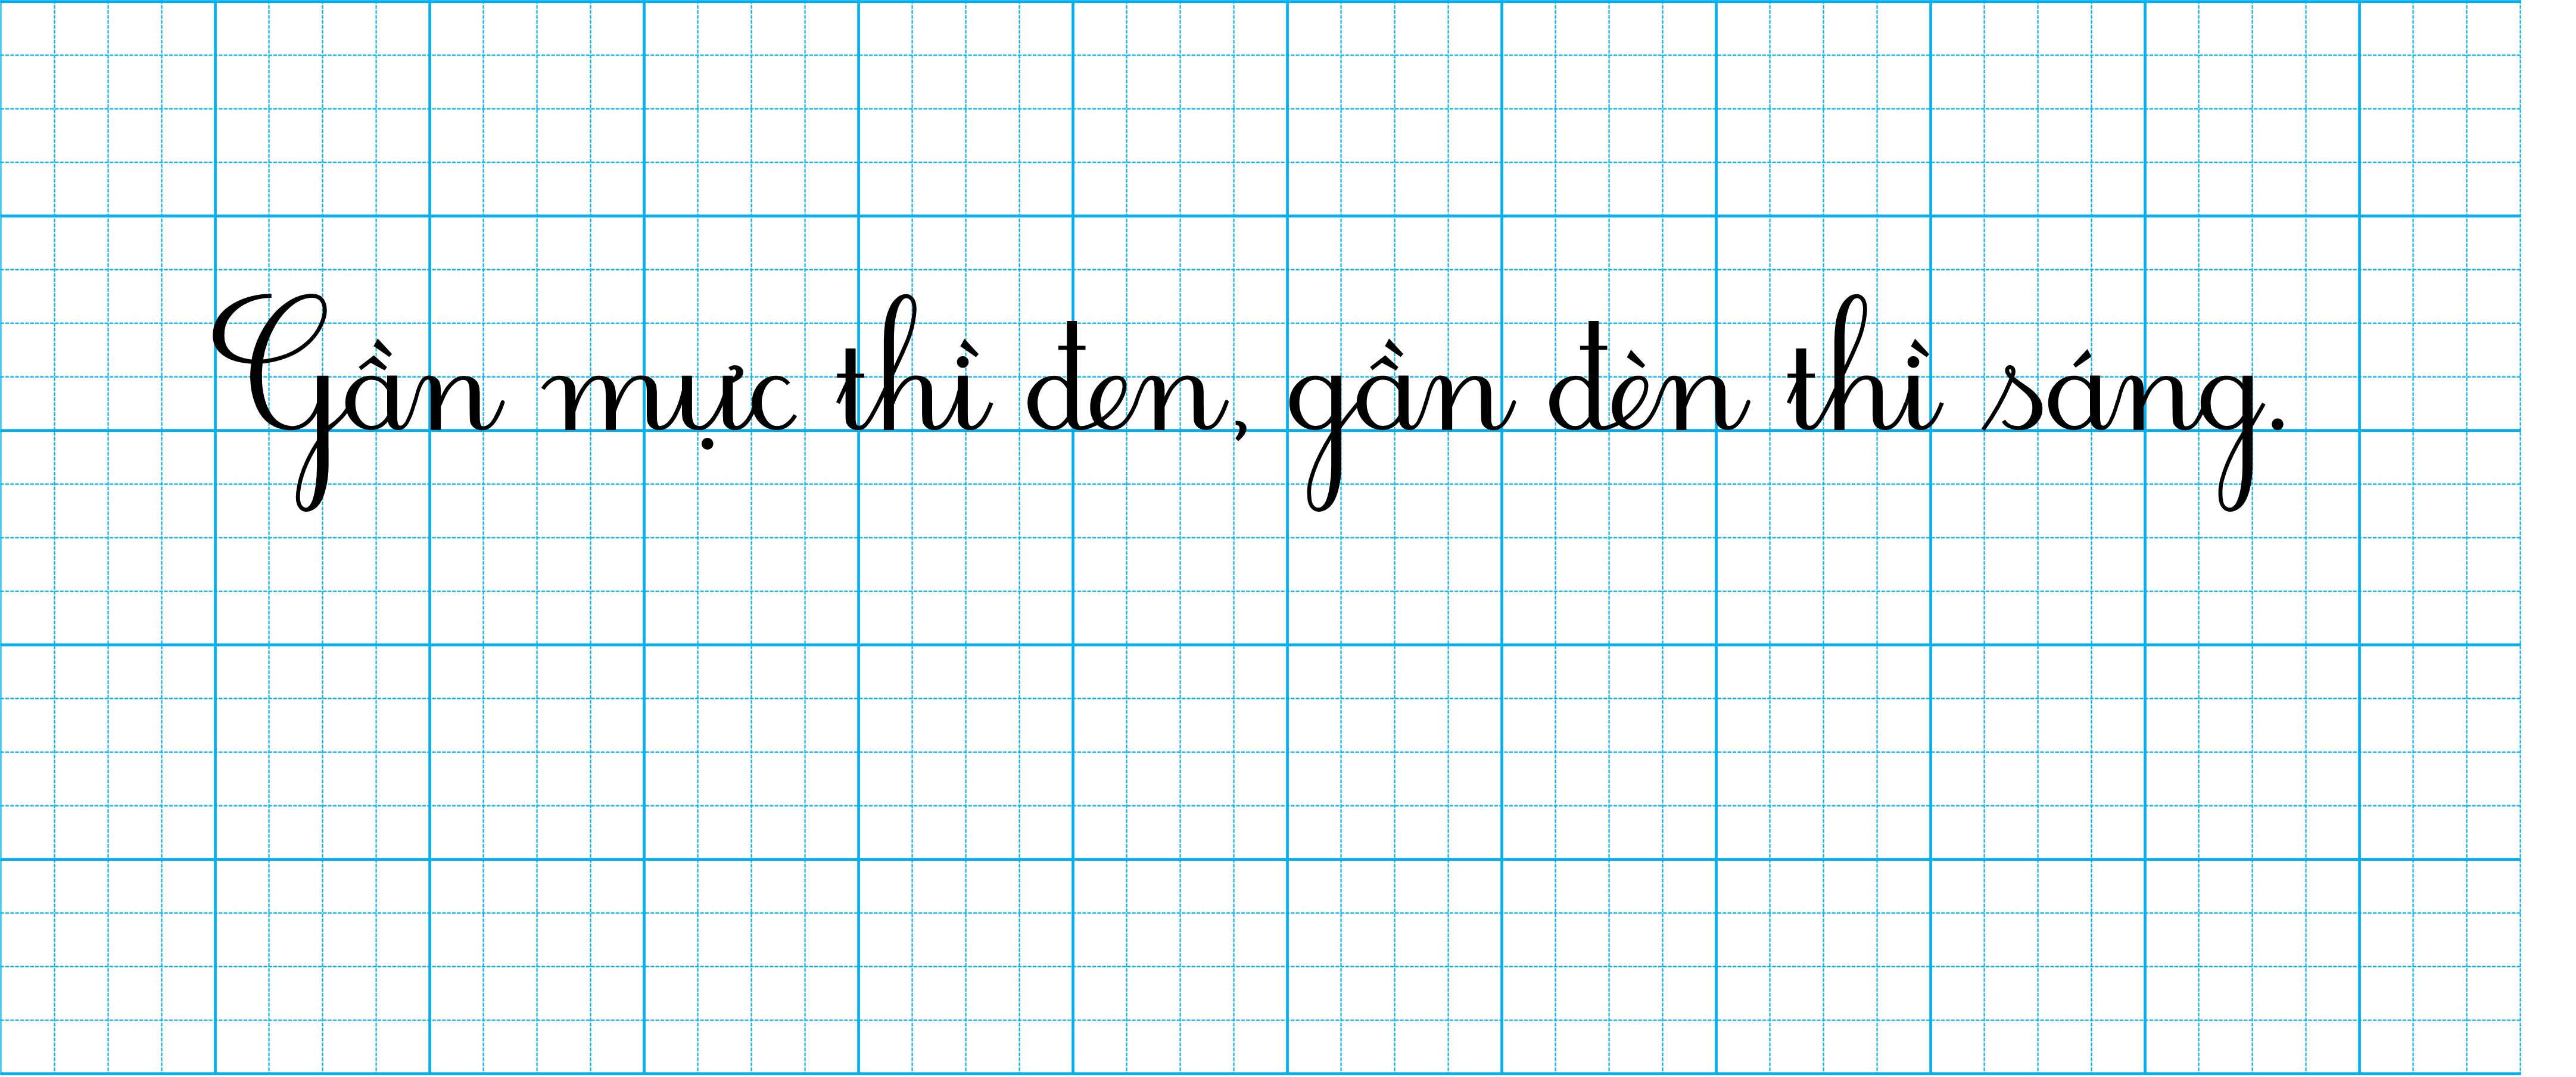 Gần mực thì đen, gần đèn thì sáng.